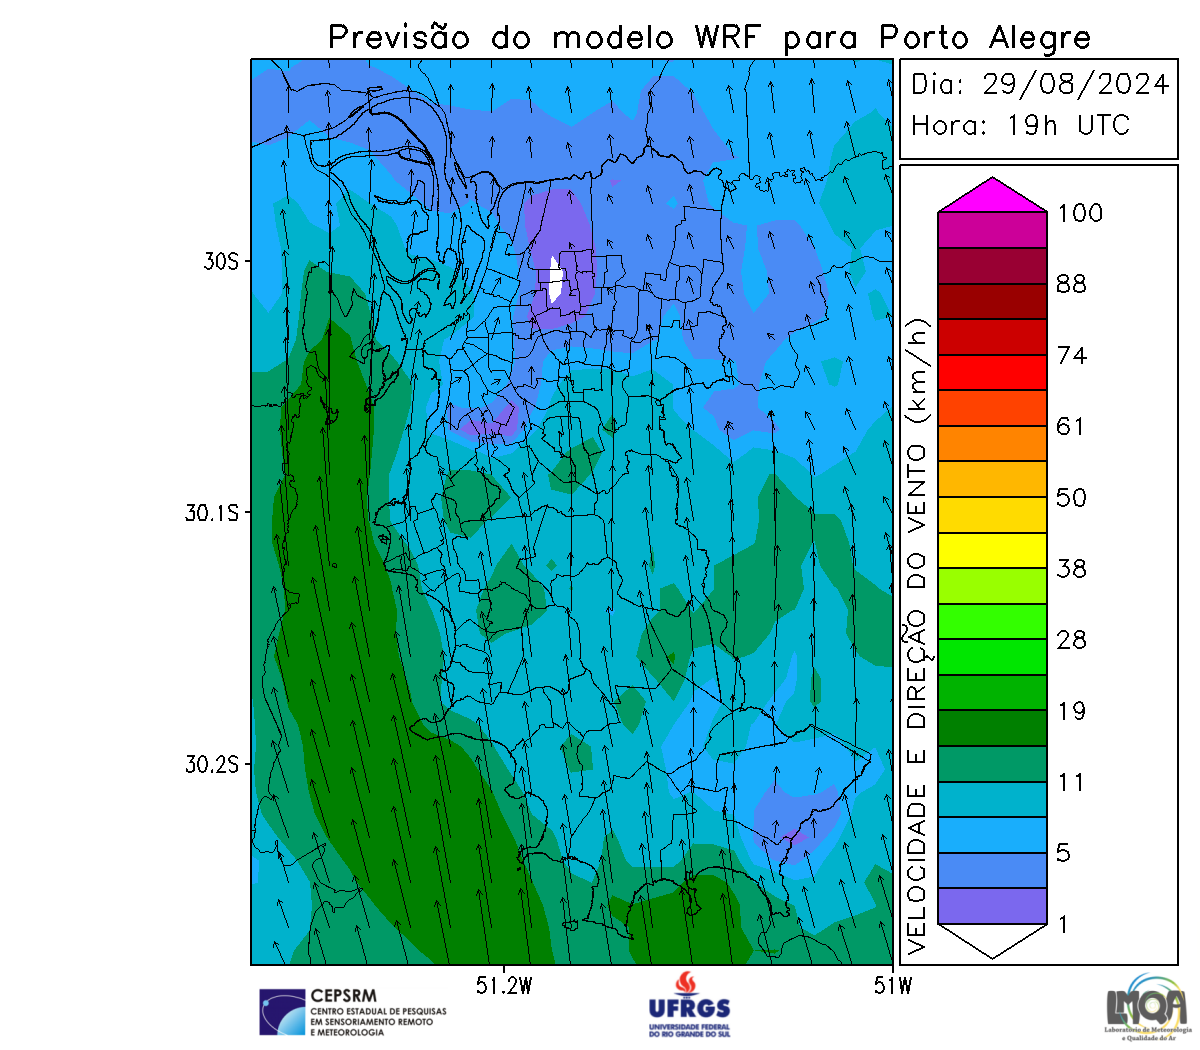 Previsão do modelo WRF para Porto Alegre
Dia: 29/08/2024
Hora: 19h UTC
30S
30.1S
30.2S
51.2W
51W
VELOCIDADE E DIREÇÃO DO VENTO (km/h)
100
88
74
61
50
38
28
19
11
5
1
CEPSRM
CENTRO ESTADUAL DE PESQUISAS
EM SENSORIAMENTO REMOTO
E METEOROLOGIA
UFRGS
UNIVERSIDADE FEDERAL
DO RIO GRANDE DO SUL
LMQA
Laboratório de Meteorologia
e Qualidade do Ar